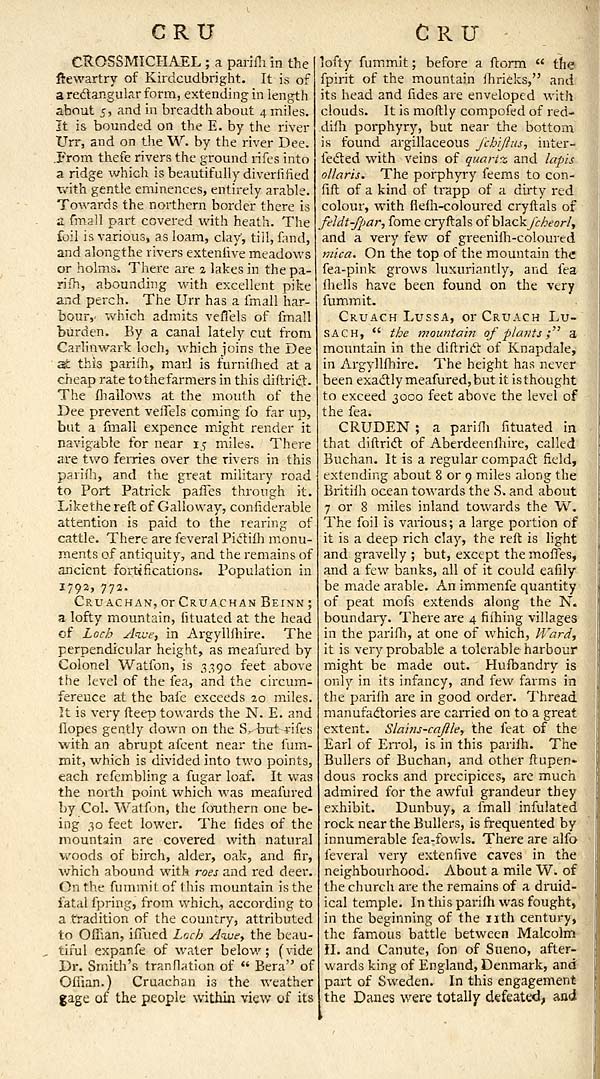 CRU
CROSSMICHAEL; a pariſh in the
ſtewartry of Kirdcudbright. It is of
a rectangular form, extending in length
about 5, and in breadth about 4 miles.
It is bounded on the E. by the river
Urr, and on the W. by the river Dee.
From theſe rivers the ground riſes into
a ridge which is beautifully diverſified
with gentle eminences, entirely arable.
Towards the northern border there is
a ſmall part covered with heath. The
ſoil is various, as loam, clay, till, ſand,
and alongthe rivers extenſive meadows
or holms. There are 2 lakes in the pa-
riſh, abounding with excellent pike
and perch. The Urr has a ſmall har-
bour, which admits veſſels of ſmall
burden. By a canal lately cut from
Carlinwark loch, which joins the Dee
at this pariſh, marl is furniſhed at a
cheap rate to the farmers in this diſtrict.
The ſhallows at the mouth of the
Dee prevent veſſels coming ſo far up,
but a ſmall expence might render it
navigable for near 15 miles. There
are two ferries over the rivers in this
pariſh, and the great military road
to Port Patrick paſſes through it.
Like the reſt of Galloway, conſiderable
attention is paid to the rearing of
cattle. There are ſeveral Pictiſh monu-
ments of antiquity, and the remains of
ancient fortifications. Population in
1792, 772.
CRUACHAN, or CRUACHAN BEINN;
a lofty mountain, ſituated at the head
of Loch Awe, in Argyllſhire. The
perpendicular height, as meaſured by
Colonel Watſon, is 3390 feet above
the level of the ſea, and the circum-
ference at the baſe exceeds 20 miles.
It is very ſteep towards the N. E. and
ſlopes gently down on the S. but riſes
with an abrupt aſcent near the ſum-
mit, which is divided into two points,
each reſembling a ſugar loaf. It was
the north point which was meaſured
by Col. Watſon, the ſouthern one be-
ing 30 feet lower. The ſides of the
mountain are covered with natural
woods of birch, alder, oak, and fir,
which abound with roes and red deer.
On the ſummit of this mountain is the
fatal ſpring, from which, according to
a tradition of the country, attributed
to Oſſian, iſſued Loch Awe, the beau-
tiful expanſe of water below; (vide
Dr. Smith's tranſlation of “ Bera” of
Oſſian.) Cruachan is the weather
gage of the people within view of its
CRU
lofty ſummit; before a ſtorm “ the
ſpirit of the mountain ſhrieks,” and
its head and ſides are enveloped with
clouds. It is moſtly compoſed of red-
diſh porphyry, but near the bottom
is found argillaceous ſchiſtus, inter-
ſected with veins of quartz and lapis
ollaris. The porphyry ſeems to con-
ſiſt of a kind of trapp of a dirty red
colour, with fleſh-coloured cryſtals of
feldt-ſpar, ſome cryſtals of black ſcheorl,
and a very few of greeniſh-coloured
mica. On the top of the mountain the
ſea-pink grows luxuriantly, and ſea
ſhells have been found on the very
ſummit.
CRUACH LUSSA, or CRUACH LU-
SACH, “ the mountain of plants;” a
mountain in the diſtrict of Knapdale,
in Argyllſhire. The height has never
been exactly meaſured, but it is thought
to exceed 3000 feet above the level of
the ſea.
CRUDEN; a pariſh ſituated in
that diſtrict of Aberdeenſhire, called
Buchan. It is a regular compact field,
extending about 8 or 9 miles along the
Britiſh ocean towards the S. and about
7 or 8 miles inland towards the W.
The ſoil is various; a large portion of
it is a deep rich clay, the reſt is light
and gravelly; but, except the moſſes,
and a few banks, all of it could eaſily
be made arable. An immenſe quantity
of peat moſs extends along the N.
boundary. There are 4 fiſhing villages
in the pariſh, at one of which, Ward,
it is very probable a tolerable harbour
might be made out. Huſbandry is
only in its infancy, and few farms in
the pariſh are in good order. Thread
manufactories are carried on to a great
extent. Slains-caſtle, the ſeat of the
Earl of Errol, is in this pariſh. The
Bullers of Buchan, and other ſtupen-
dous rocks and precipices, are much
admired for the awful grandeur they
exhibit. Dunbuy, a ſmall inſulated
rock near the Bullers, is frequented by
innumerable ſea-fowls. There are alſo
ſeveral very extenſive caves in the
neighbourhood. About a mile W. of
the church are the remains of a druid-
ical temple. In this pariſh was fought,
in the beginning of the 11th century,
the famous battle between Malcolm
II. and Canute, ſon of Sueno, after-
wards king of England, Denmark, and
part of Sweden. In this engagement
the Danes were totally defeated, and